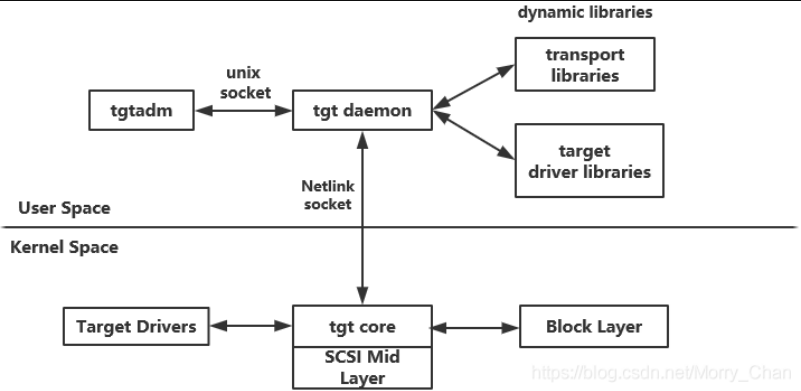 dynamic libraries
transport
libraries
unix
socket
tgtadm
tgt daemon
target
driver libraries
Netlink
socket
User Space
Kernel Space
Target Drivers
tgt core
Block Layer
SCSI Mid
Layer
https://blog.csdn.net/Morry_Chan